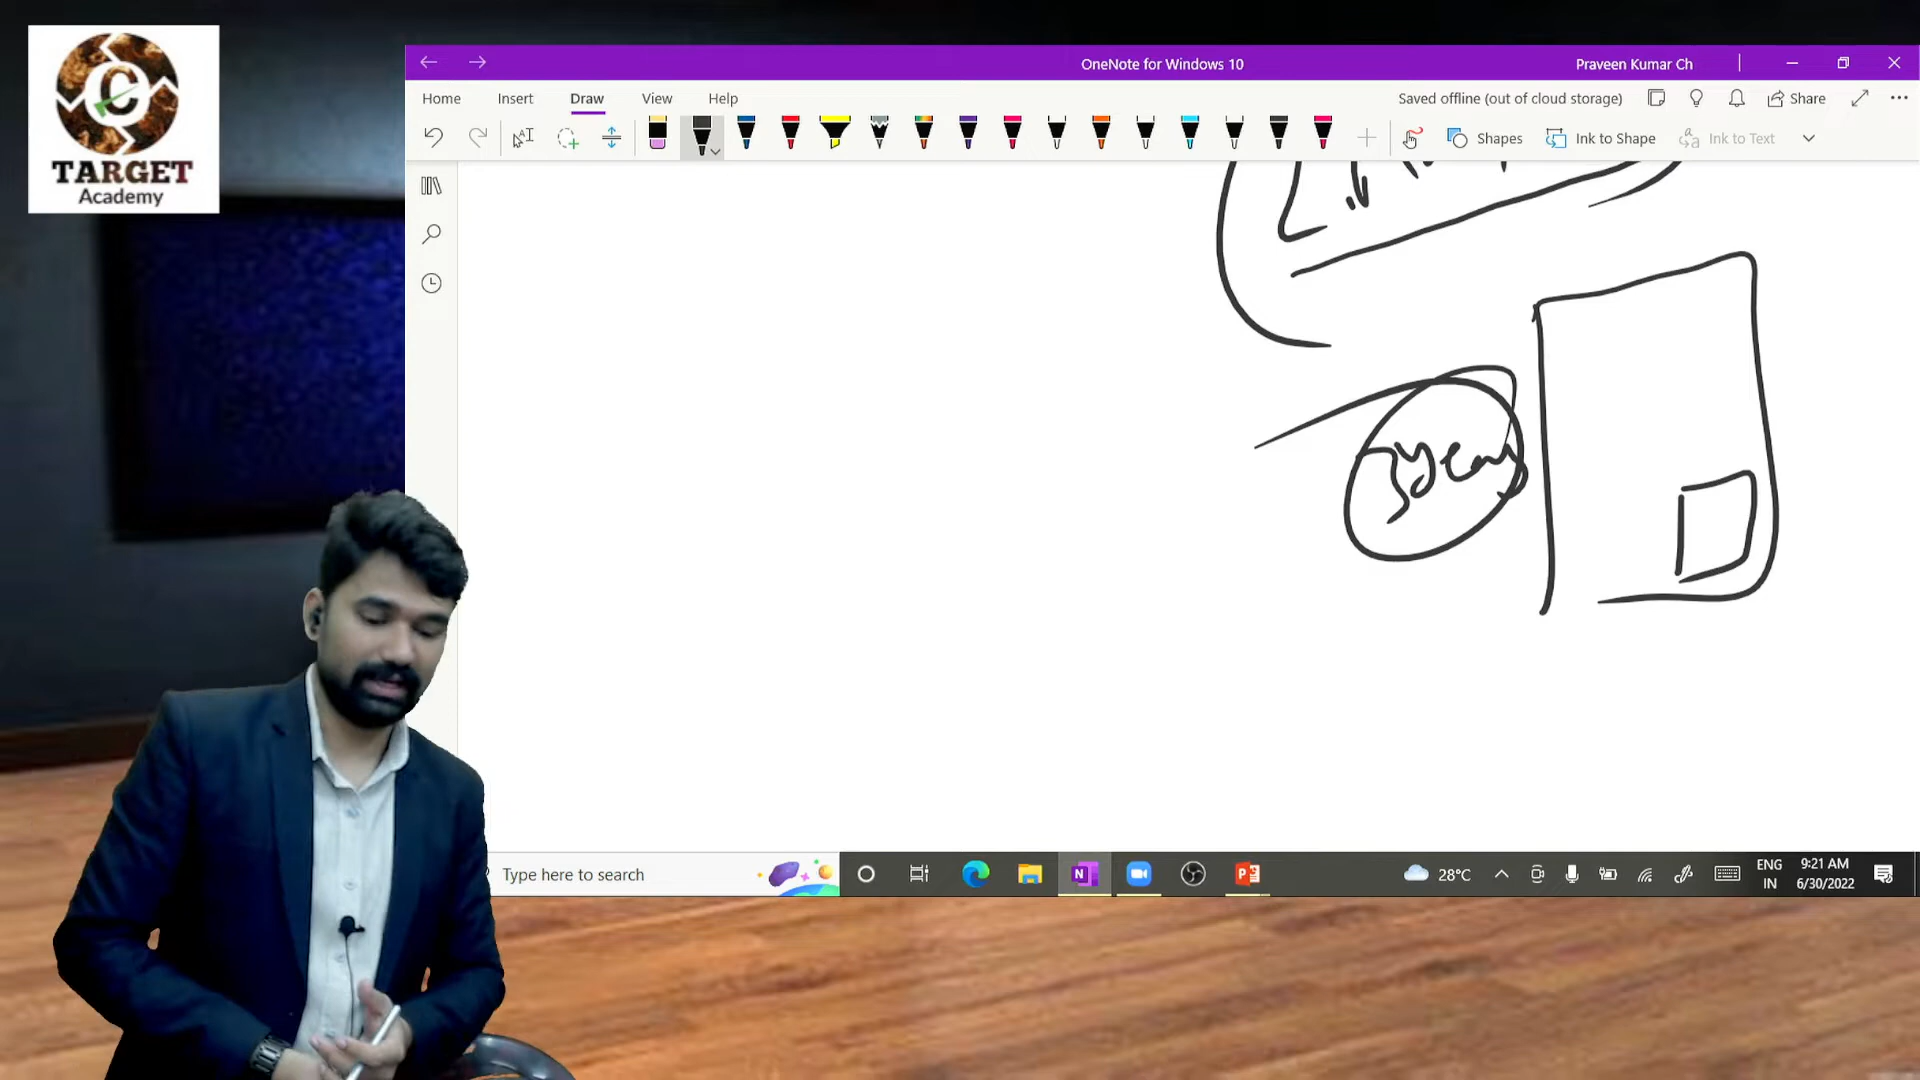 C
TARGET
Academy
OneNote for Windows 10
Praveen Kumar Ch
Home Insert Draw View Help
Saved offline (out of cloud storage)
Share
Shapes
Ink to Shape
Ink to Text
3years
Type here to search
28°C
ENG
IN
9:21 AM
6/30/2022